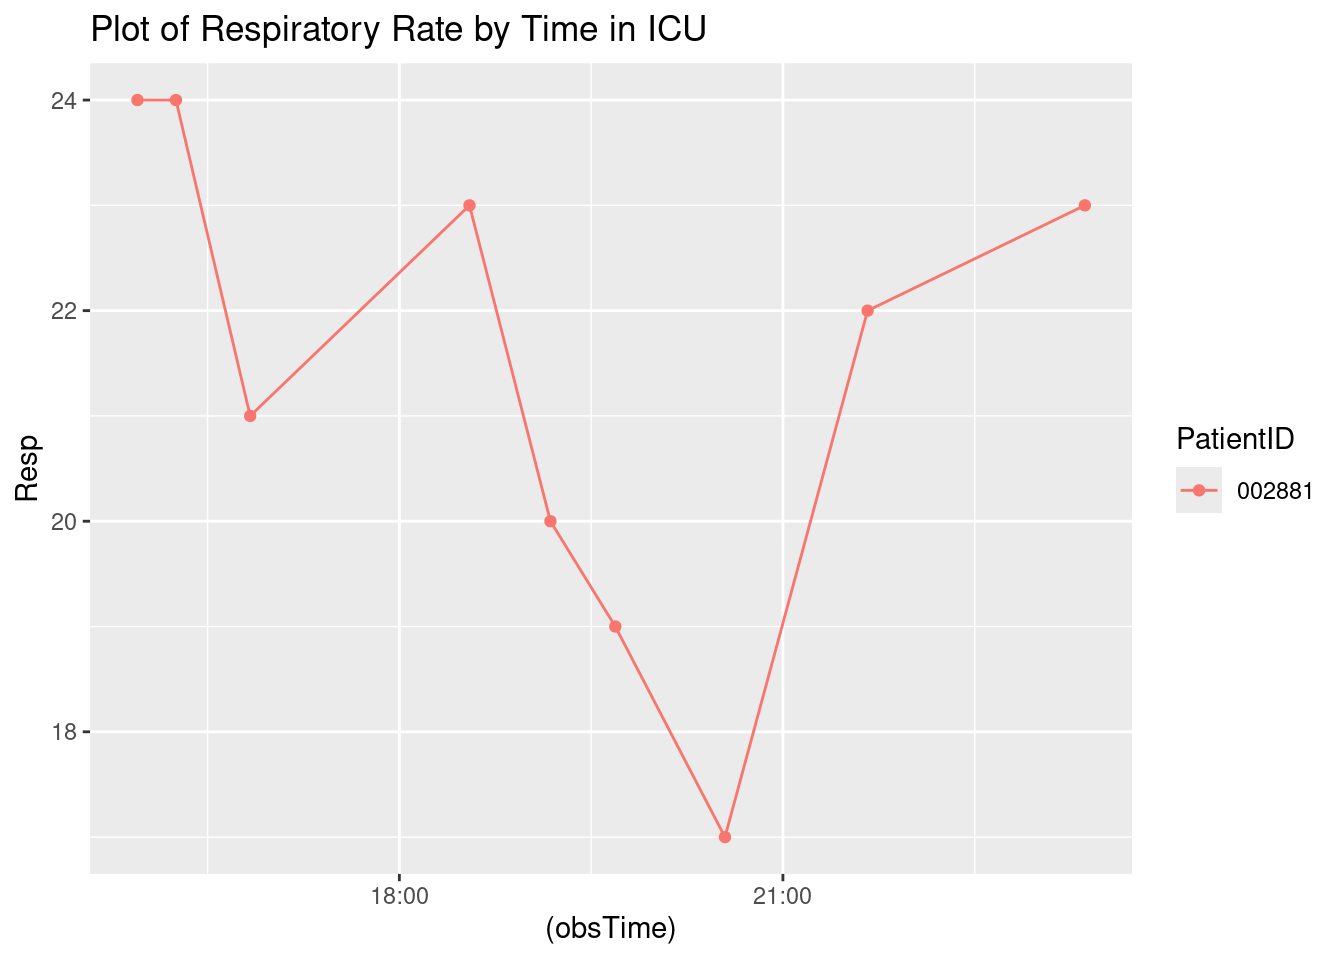 Plot of Respiratory Rate by Time in ICU
24
22
20
18
Resp
18:00
21:00
(obsTime)
PatientID
002881